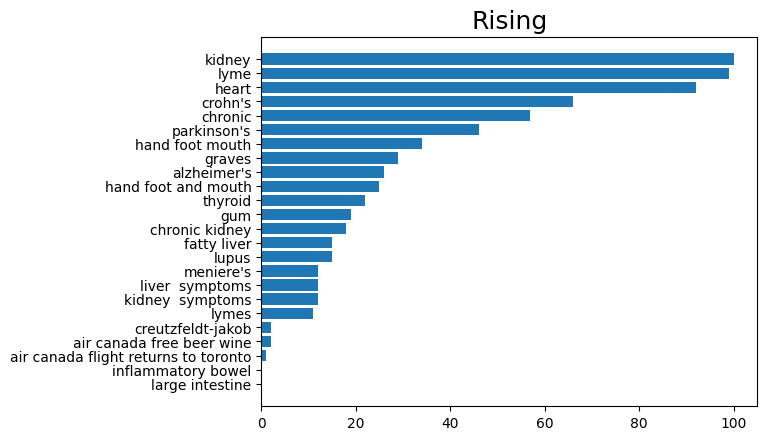 Rising
kidney
lyme
heart
crohn's
chronic
parkinson's
hand foot mouth
graves
alzheimer's
hand foot and mouth
thyroid
gum
chronic kidney
fatty liver
lupus
meniere's
liver  symptoms
kidney  symptoms
lymes
creutzfeldt-jakob
air canada free beer wine
air canada flight returns to toronto
inflammatory bowel
large intestine
0 20 40 60 80 100